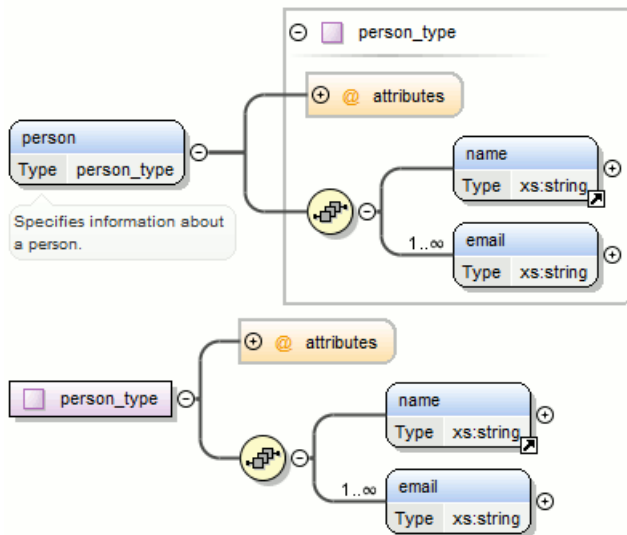 person_type
@ attributes
person
Type person_type
Specifies information about
a person.
name
Type xs:string
1..∞
email
Type xs:string
@ attributes
person_type
name
Type xs:string
1..∞
email
Type xs:string